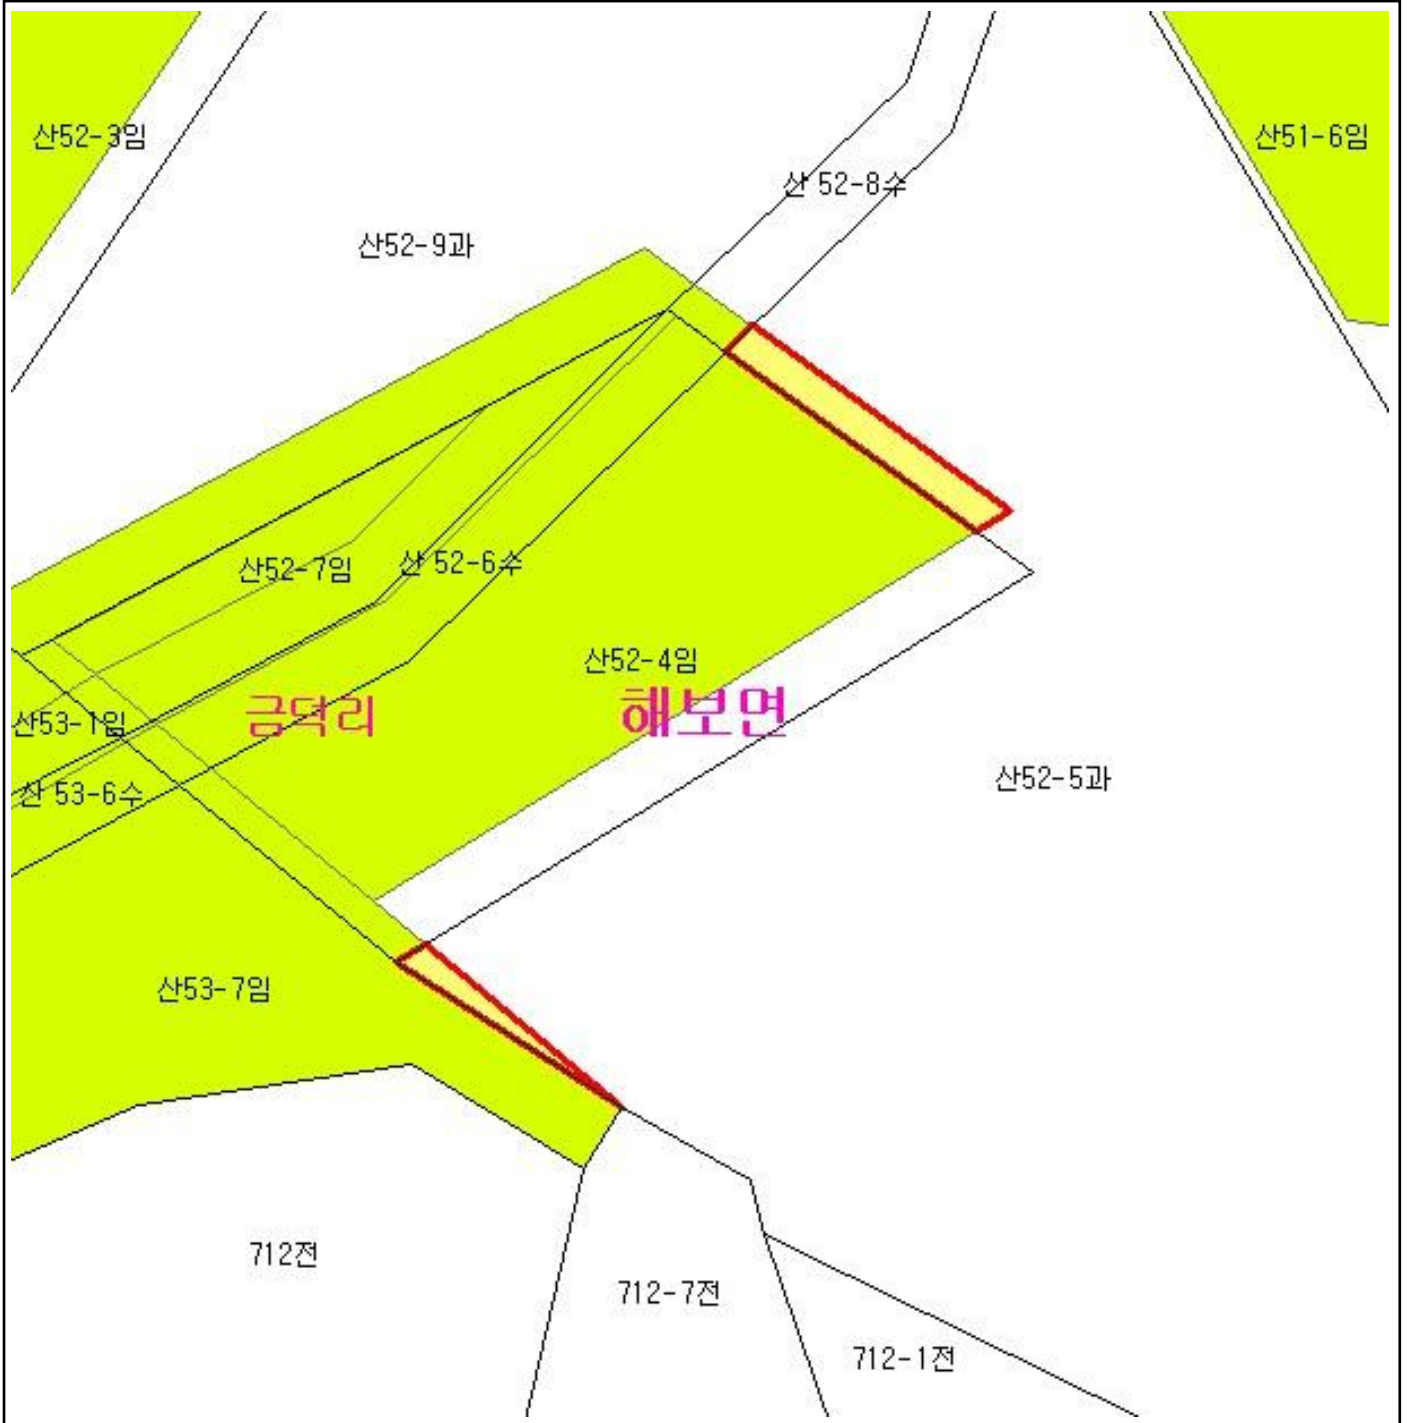 산52-3임
산51-6임
산 52-8수
산52-9과
산52-7임
산 52-6수
산52-4임
산53-1임
금덕리
해보면
산52-5과
산 53-6수
산53-7임
712전
712-7전
712-1전